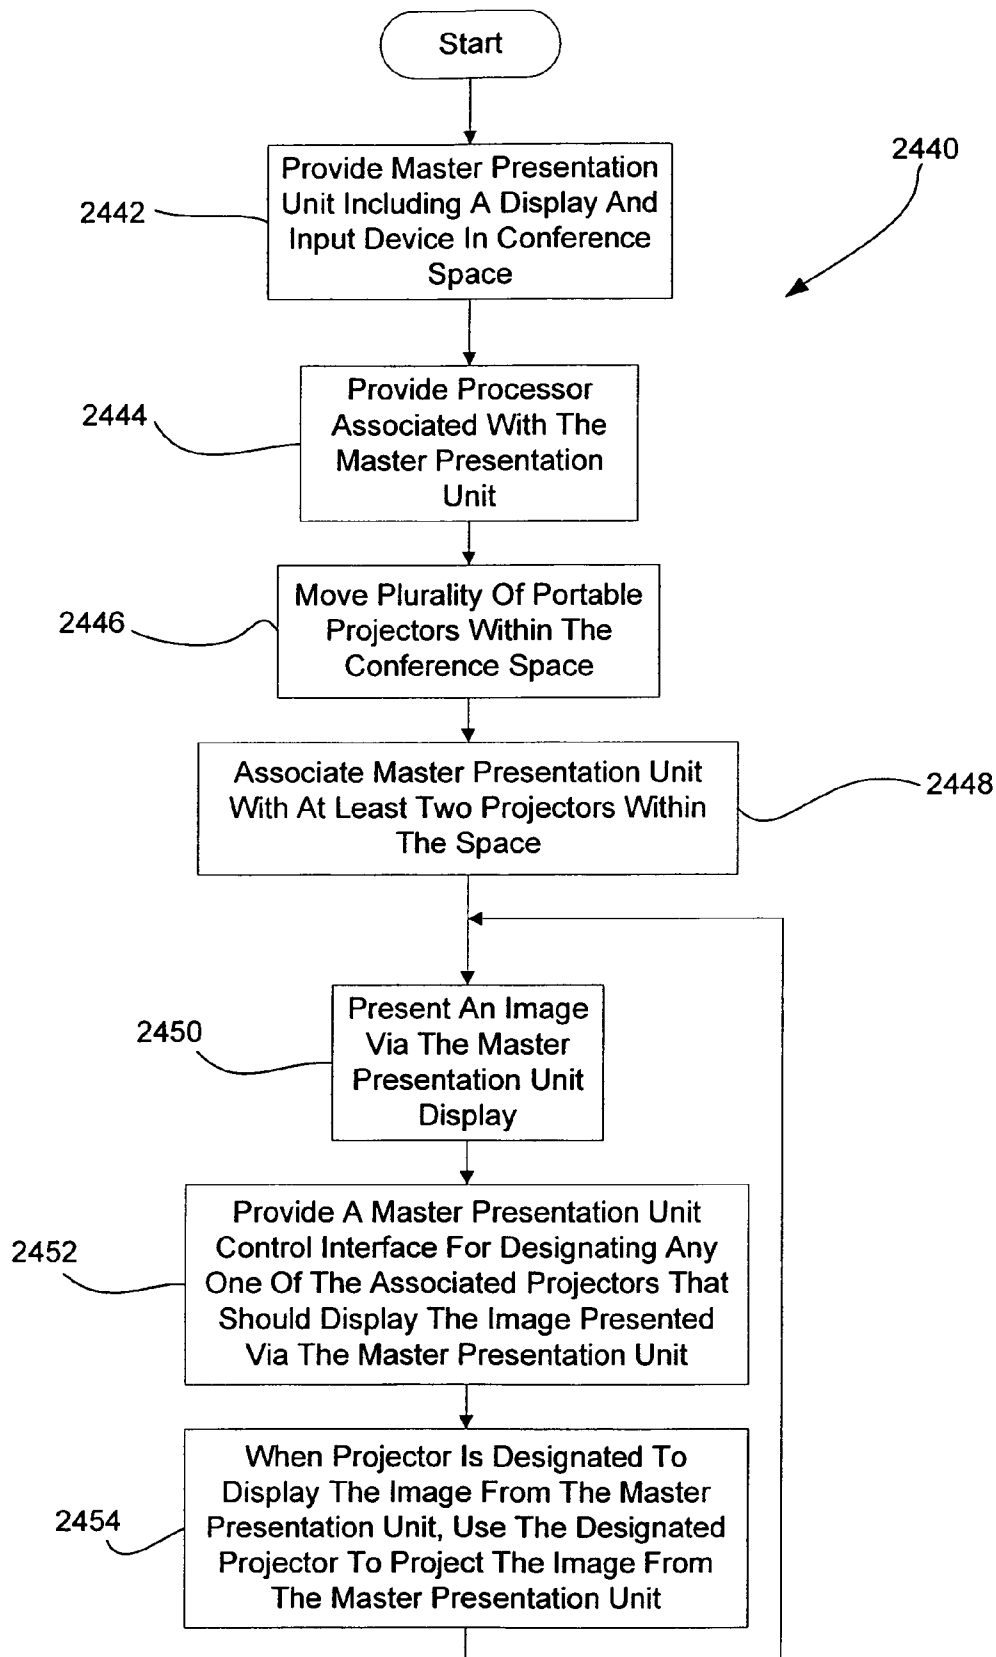 Start
2440
Provide Master Presentation
Unit Including A Display And
Input Device In Conference
Space
2442
Provide Processor
Associated With The
Master Presentation
Unit
2444
Move Plurality Of Portable
Projectors Within The
Conference Space
2446
Associate Master Presentation Unit
With At Least Two Projectors Within
The Space
2448
Present An Image
Via The Master
Presentation Unit
Display
2450
Provide A Master Presentation Unit
Control Interface For Designating Any
One Of The Associated Projectors That
Should Display The Image Presented
Via The Master Presentation Unit
2452
When Projector Is Designated To
Display The Image From The Master
Presentation Unit, Use The Designated
Projector To Project The Image From
The Master Presentation Unit
2454